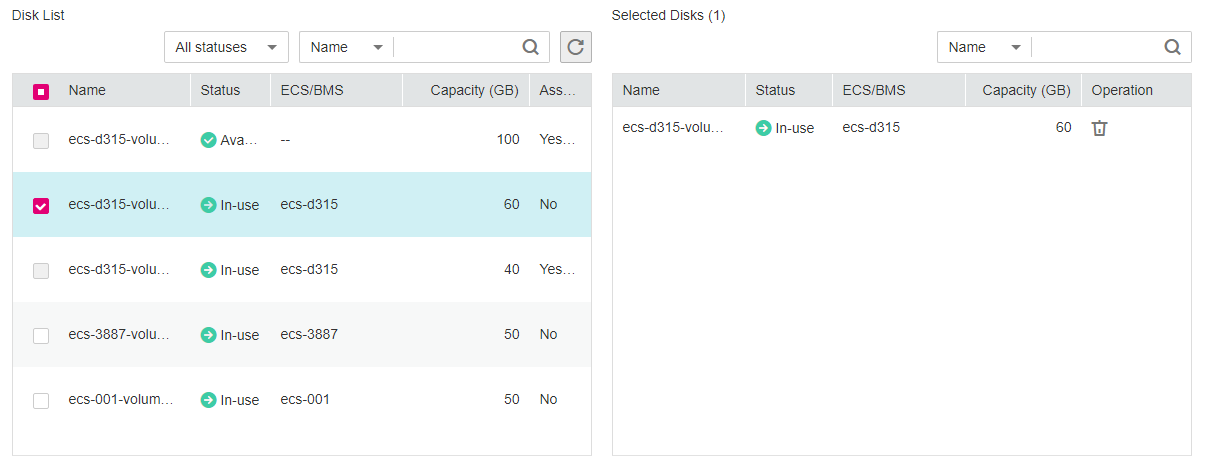 Disk List
All statuses Name
Name Status ECS/BMS Capacity (GB) Ass...
ecs-d315-volu... Ava... -- 100 Yes...
ecs-d315-volu... In-use ecs-d315 60 No
ecs-d315-volu... In-use ecs-d315 40 Yes...
ecs-3887-volu... In-use ecs-3887 50 No
ecs-001-volum... In-use ecs-001 50 No
Selected Disks (1)
Name
Name Status ECS/BMS Capacity (GB) Operation
ecs-d315-volu... In-use ecs-d315 60